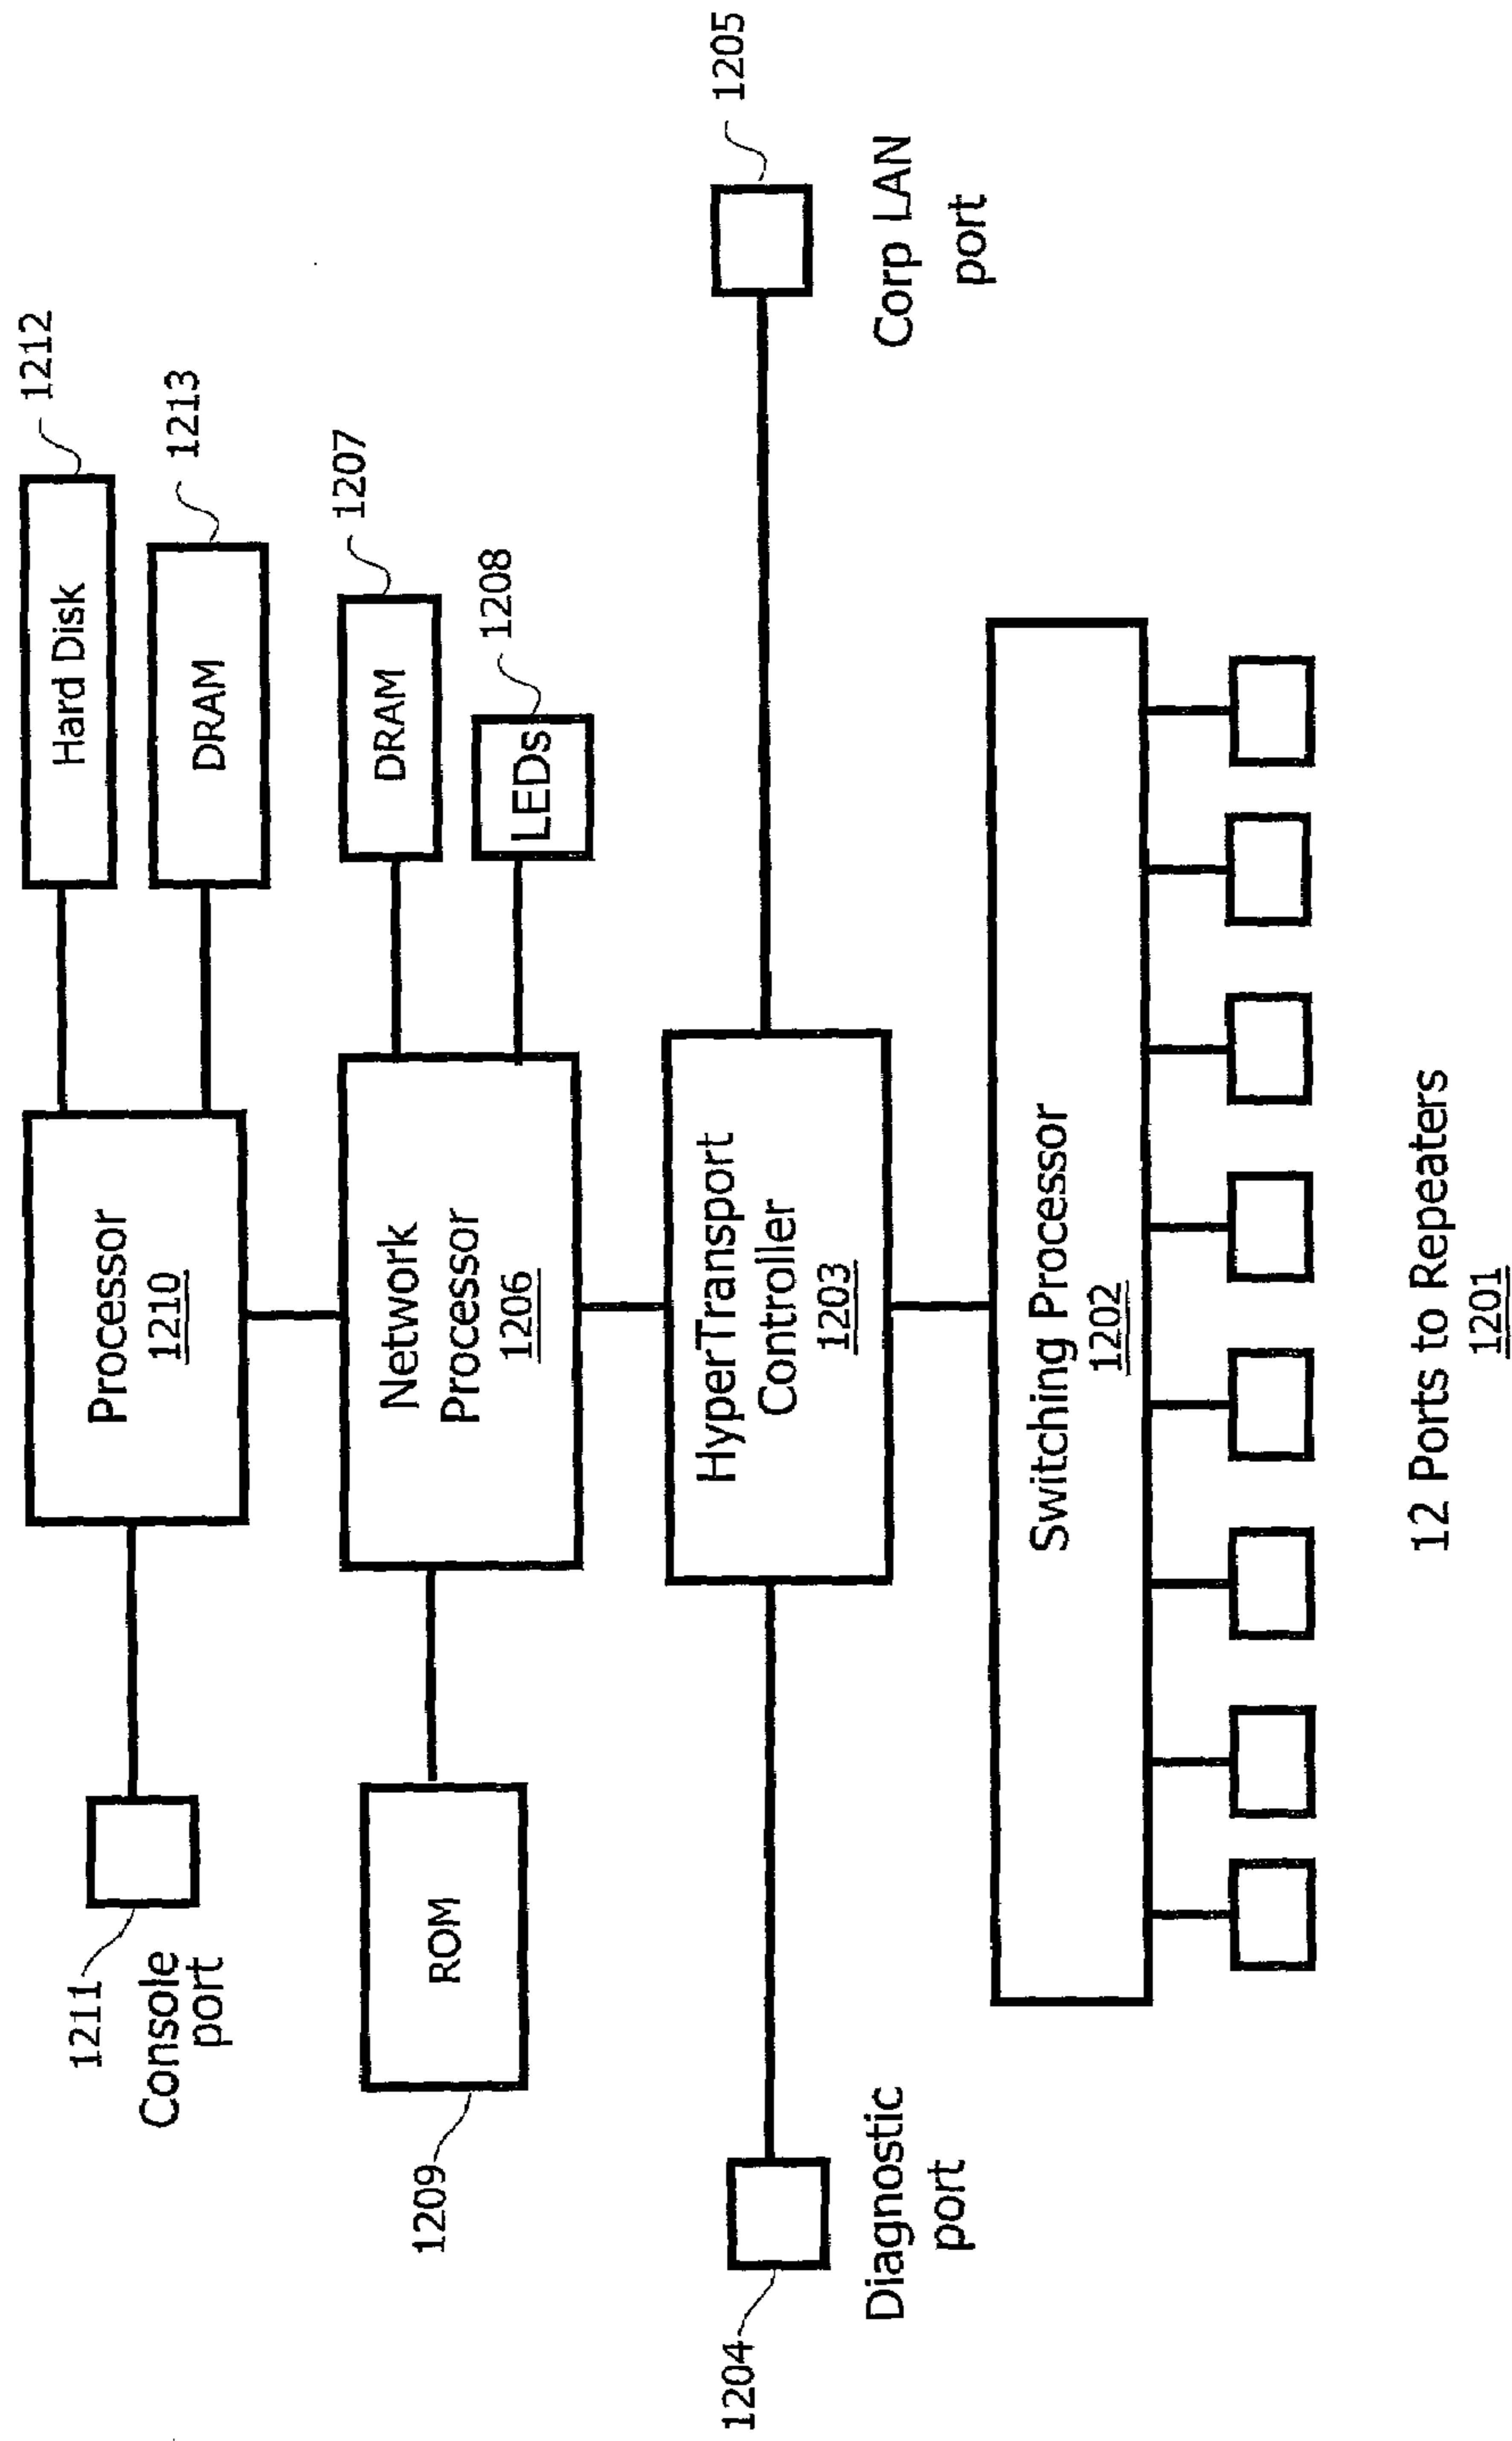 1212
Hard Disk
1213
DRAM
Processor
1210
1211
Console
port
1207
DRAM
1208
LEDs
Network
Processor
1206
ROM
1209
1205
Corp LAN
port
HyperTransport
Controller
1203
1204
Diagnostic
port
Switching Processor
1202
12 Ports to Repeaters
1201